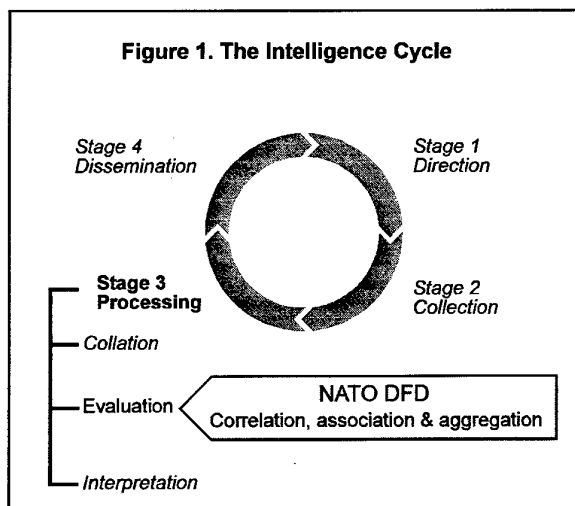 Figure 1. The Intelligence Cycle
Stage 4
Dissemination
Stage 1
Direction
Stage 3
Processing
Stage 2
Collection
Collation
Evaluation
NATO DFD
Correlation, association & aggregation
Interpretation